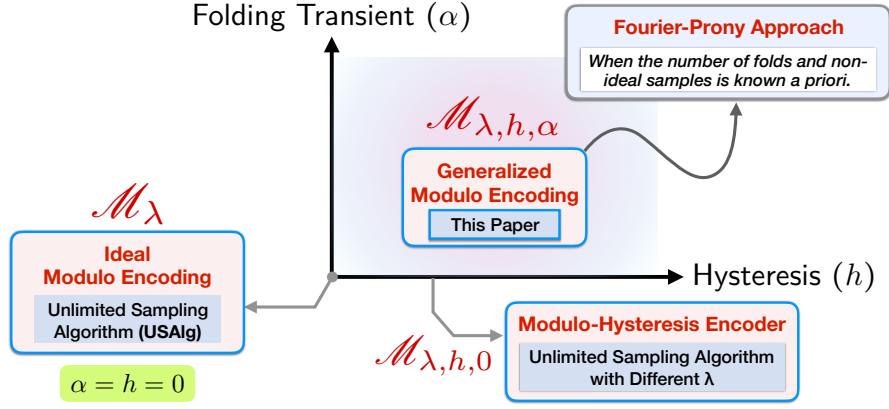 Folding Transient (α)
Fourier-Prony Approach
When the number of folds and non-
ideal samples is known a priori.
ℳλ,h,α
Generalized
Modulo Encoding
This Paper
ℳλ
Ideal
Modulo Encoding
Unlimited Sampling
Algorithm (USAlg)
α = h = 0
Hysteresis (h)
ℳλ,h,0
Modulo-Hysteresis Encoder
Unlimited Sampling Algorithm
with Different λ